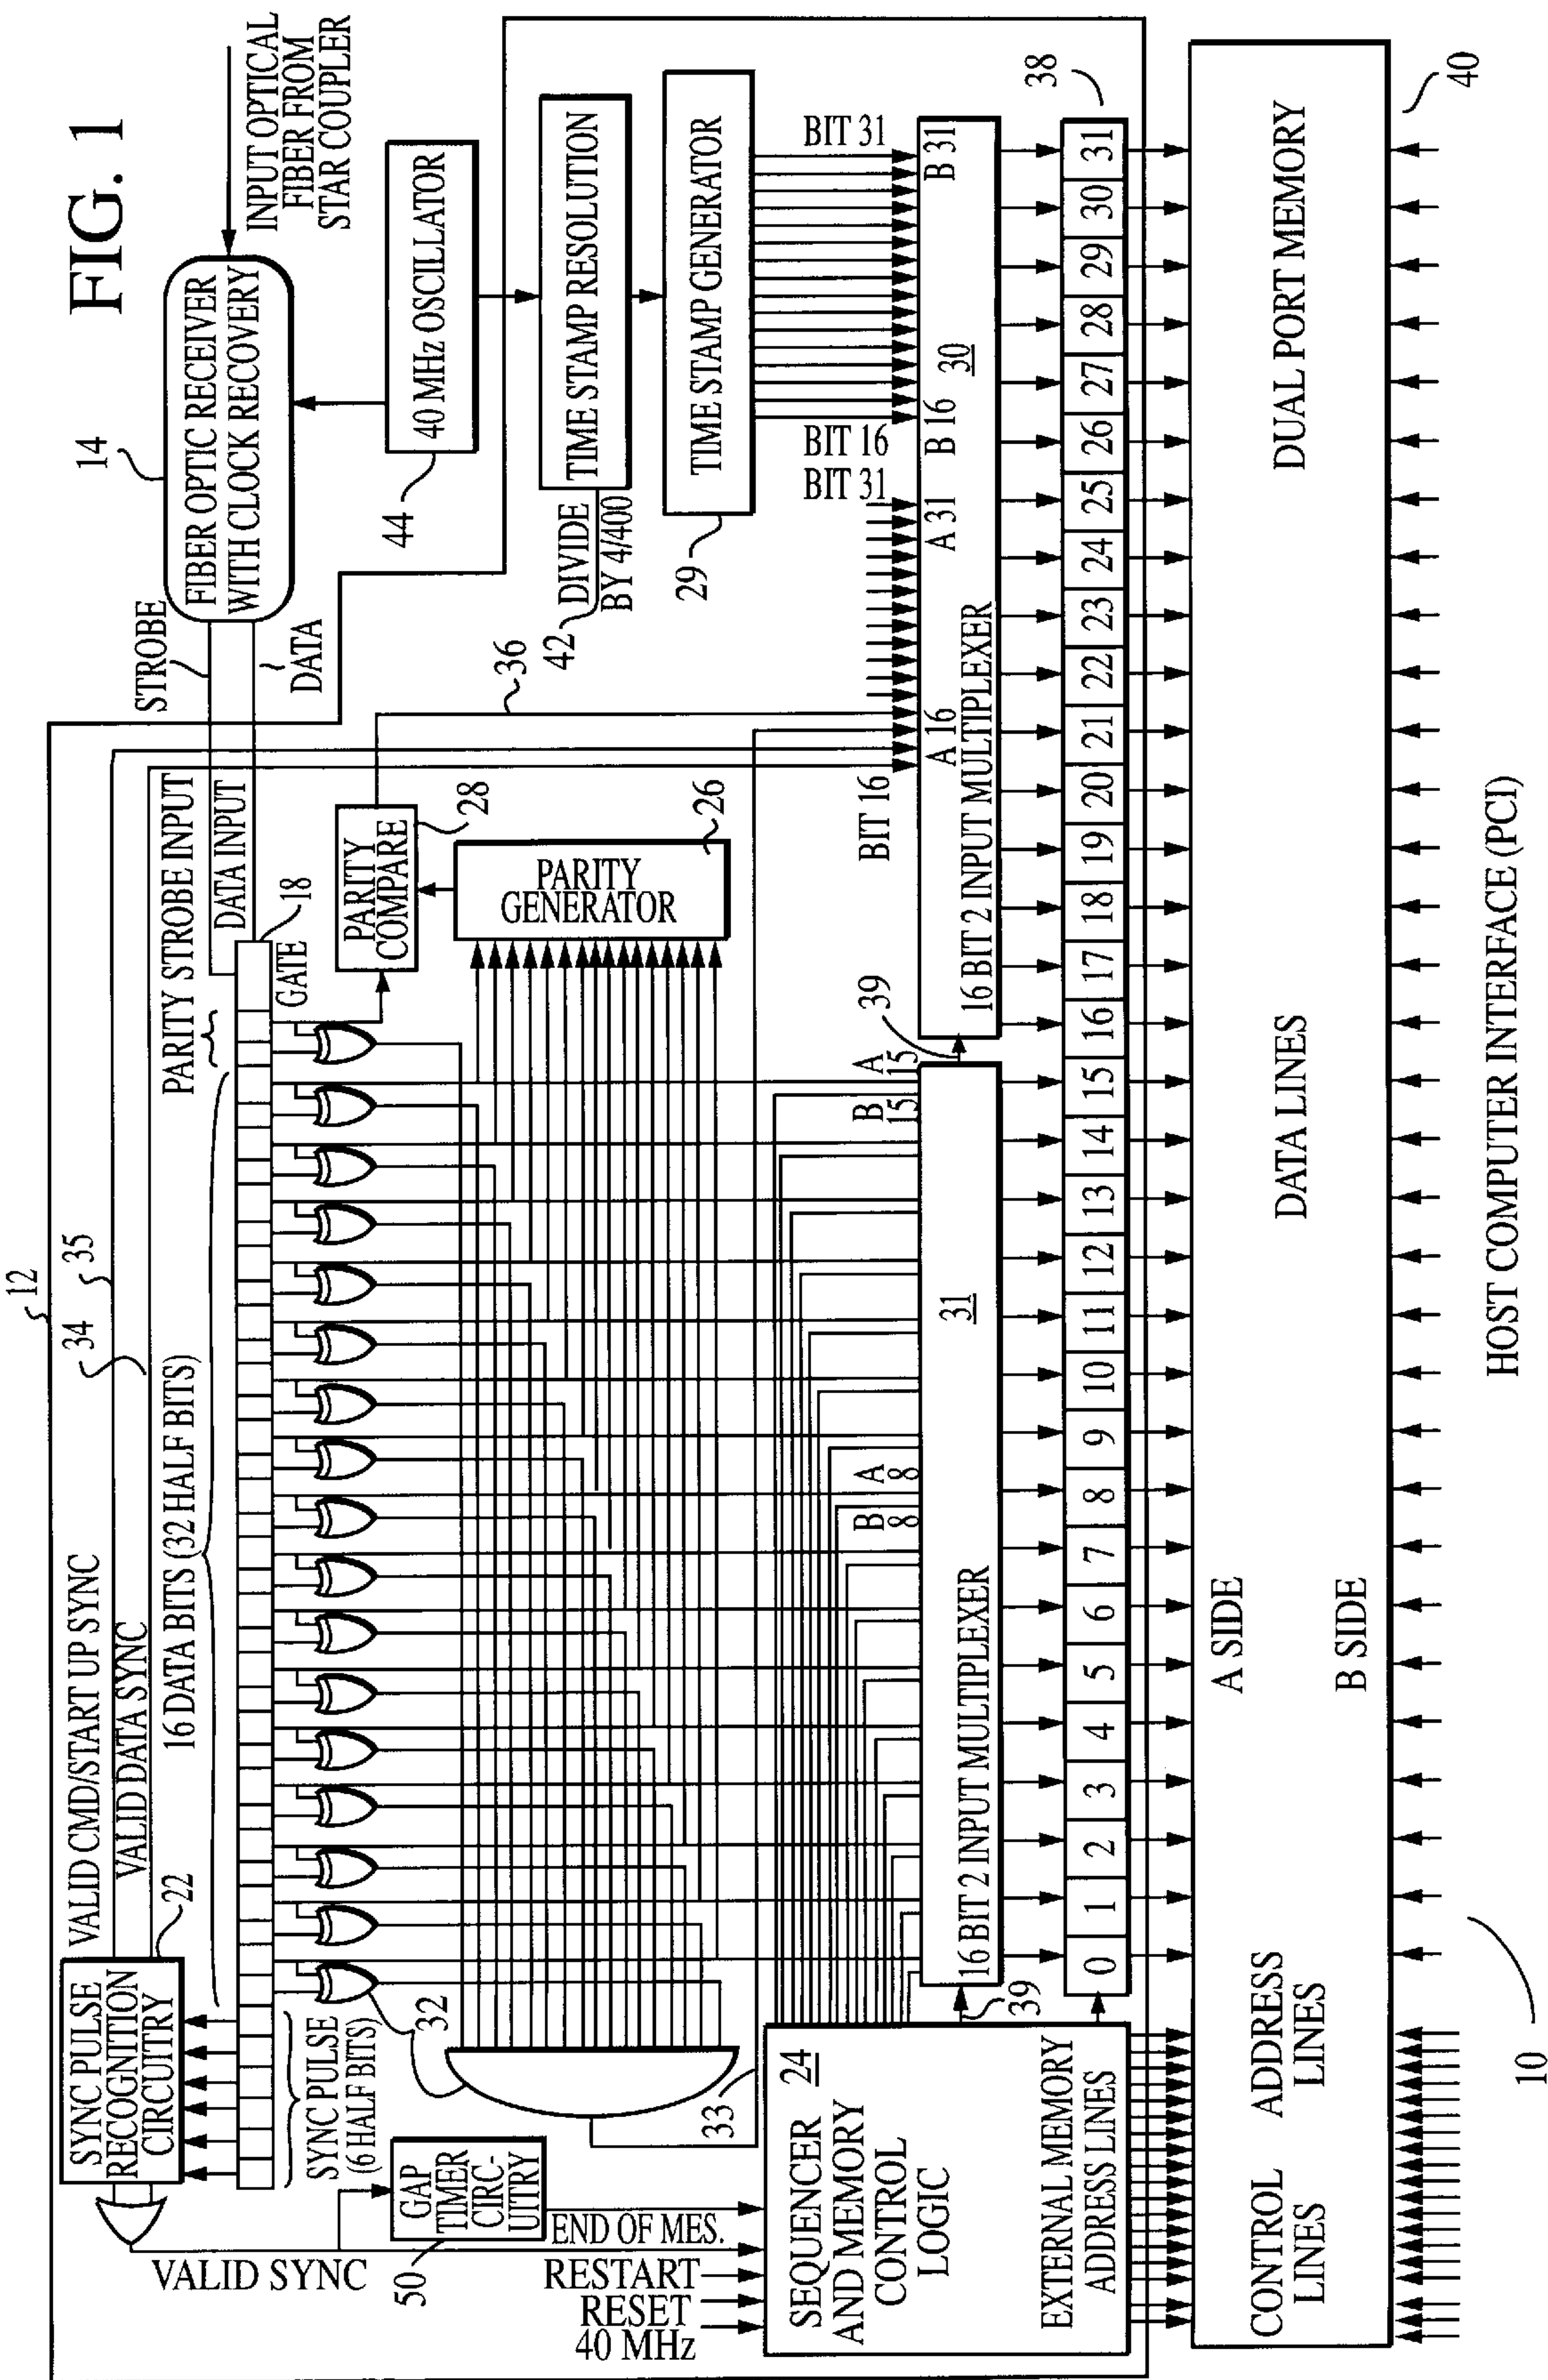 FIG. 1
12
34
35
VALID CMD/START UP SYNC
VALID DATA SYNC
22
SYNC PULSE
RECOGNITION
CIRCUITRY
16 DATA BITS (32 HALF BITS)
PARITY STROBE INPUT
DATA INPUT
STROBE
DATA
14
FIBER OPTIC RECEIVER
WITH CLOCK RECOVERY
INPUT OPTICAL
FIBER FROM
STAR COUPLER
18
GATE
SYNC PULSE
(6 HALF BITS)
32
VALID SYNC
50
GAP
TIMER
CIRC-
UITRY
PARITY
COMPARE
28
PARITY
GENERATOR
26
36
44
40 MHz OSCILLATOR
42
DIVIDE
BY 4/400
TIME STAMP RESOLUTION
29
TIME STAMP GENERATOR
END OF MES.
RESTART
RESET
40 MHz
33
24
SEQUENCER
AND MEMORY
CONTROL
LOGIC
EXTERNAL MEMORY
ADDRESS LINES
39
B
8
A
8
B
15
A
15
16 BIT 2 INPUT MULTIPLEXER
31
39
BIT 16
BIT 31
BIT 16
BIT 31
A 16
A 31
B 16
B 31
16 BIT 2 INPUT MULTIPLEXER
30
0 1 2 3 4 5 6 7 8 9 10 11 12 13 14 15 16 17 18 19 20 21 22 23 24 25 26 27 28 29 30 31
38
A SIDE
CONTROL
LINES
ADDRESS
LINES
DATA LINES
DUAL PORT MEMORY
B SIDE
40
10
HOST COMPUTER INTERFACE (PCI)